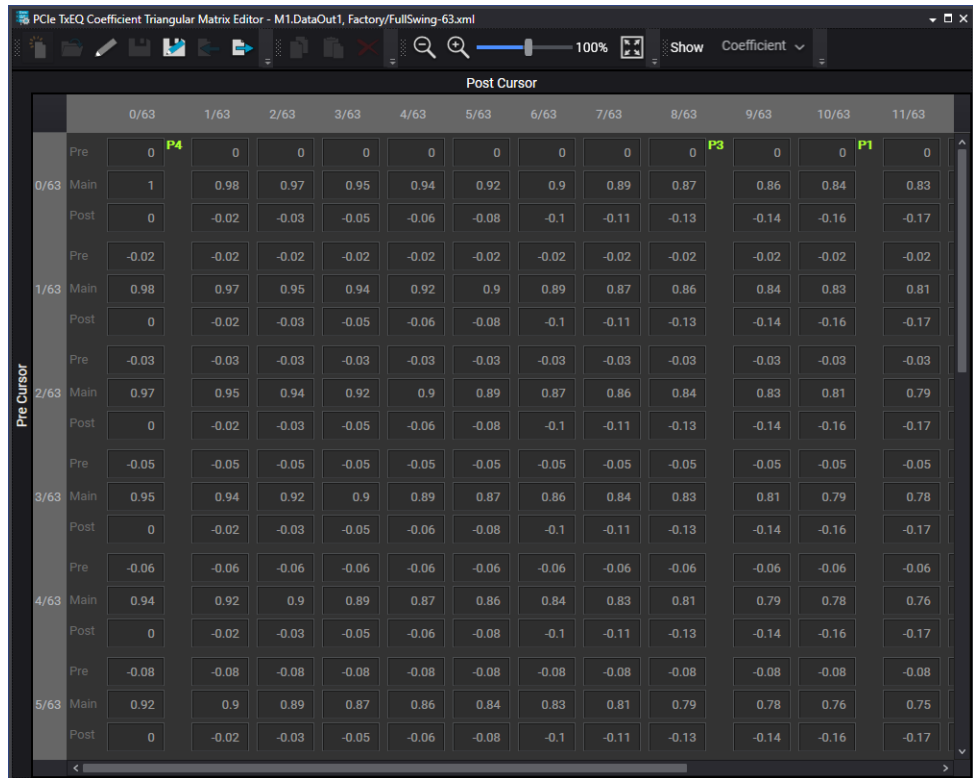 PCIe TxEQ Coefficient Triangular Matrix Editor - M1.DataOut1, Factory/FullSwing-63.xml
100% Show Coefficient
Post Cursor
0/63 1/63 2/63 3/63 4/63 5/63 6/63 7/63 8/63 9/63 10/63 11/63
Pre 0 P4 0 0 0 0 0 0 0 0 P3 0 0 P1 0
0/63 Main 1 0.98 0.97 0.95 0.94 0.92 0.9 0.89 0.87 0.86 0.84 0.83
Post 0 -0.02 -0.03 -0.05 -0.06 -0.08 -0.1 -0.11 -0.13 -0.14 -0.16 -0.17
Pre -0.02 -0.02 -0.02 -0.02 -0.02 -0.02 -0.02 -0.02 -0.02 -0.02 -0.02 -0.02
1/63 Main 0.98 0.97 0.95 0.94 0.92 0.9 0.89 0.87 0.86 0.84 0.83 0.81
Post 0 -0.02 -0.03 -0.05 -0.06 -0.08 -0.1 -0.11 -0.13 -0.14 -0.16 -0.17
Pre Cursor
Pre -0.03 -0.03 -0.03 -0.03 -0.03 -0.03 -0.03 -0.03 -0.03 -0.03 -0.03 -0.03
2/63 Main 0.97 0.95 0.94 0.92 0.9 0.89 0.87 0.86 0.84 0.83 0.81 0.79
Post 0 -0.02 -0.03 -0.05 -0.06 -0.08 -0.1 -0.11 -0.13 -0.14 -0.16 -0.17
Pre -0.05 -0.05 -0.05 -0.05 -0.05 -0.05 -0.05 -0.05 -0.05 -0.05 -0.05 -0.05
3/63 Main 0.95 0.94 0.92 0.9 0.89 0.87 0.86 0.84 0.83 0.81 0.79 0.78
Post 0 -0.02 -0.03 -0.05 -0.06 -0.08 -0.1 -0.11 -0.13 -0.14 -0.16 -0.17
Pre -0.06 -0.06 -0.06 -0.06 -0.06 -0.06 -0.06 -0.06 -0.06 -0.06 -0.06 -0.06
4/63 Main 0.94 0.92 0.9 0.89 0.87 0.86 0.84 0.83 0.81 0.79 0.78 0.76
Post 0 -0.02 -0.03 -0.05 -0.06 -0.08 -0.1 -0.11 -0.13 -0.14 -0.16 -0.17
Pre -0.08 -0.08 -0.08 -0.08 -0.08 -0.08 -0.08 -0.08 -0.08 -0.08 -0.08 -0.08
5/63 Main 0.92 0.9 0.89 0.87 0.86 0.84 0.83 0.81 0.79 0.78 0.76 0.75
Post 0 -0.02 -0.03 -0.05 -0.06 -0.08 -0.1 -0.11 -0.13 -0.14 -0.16 -0.17